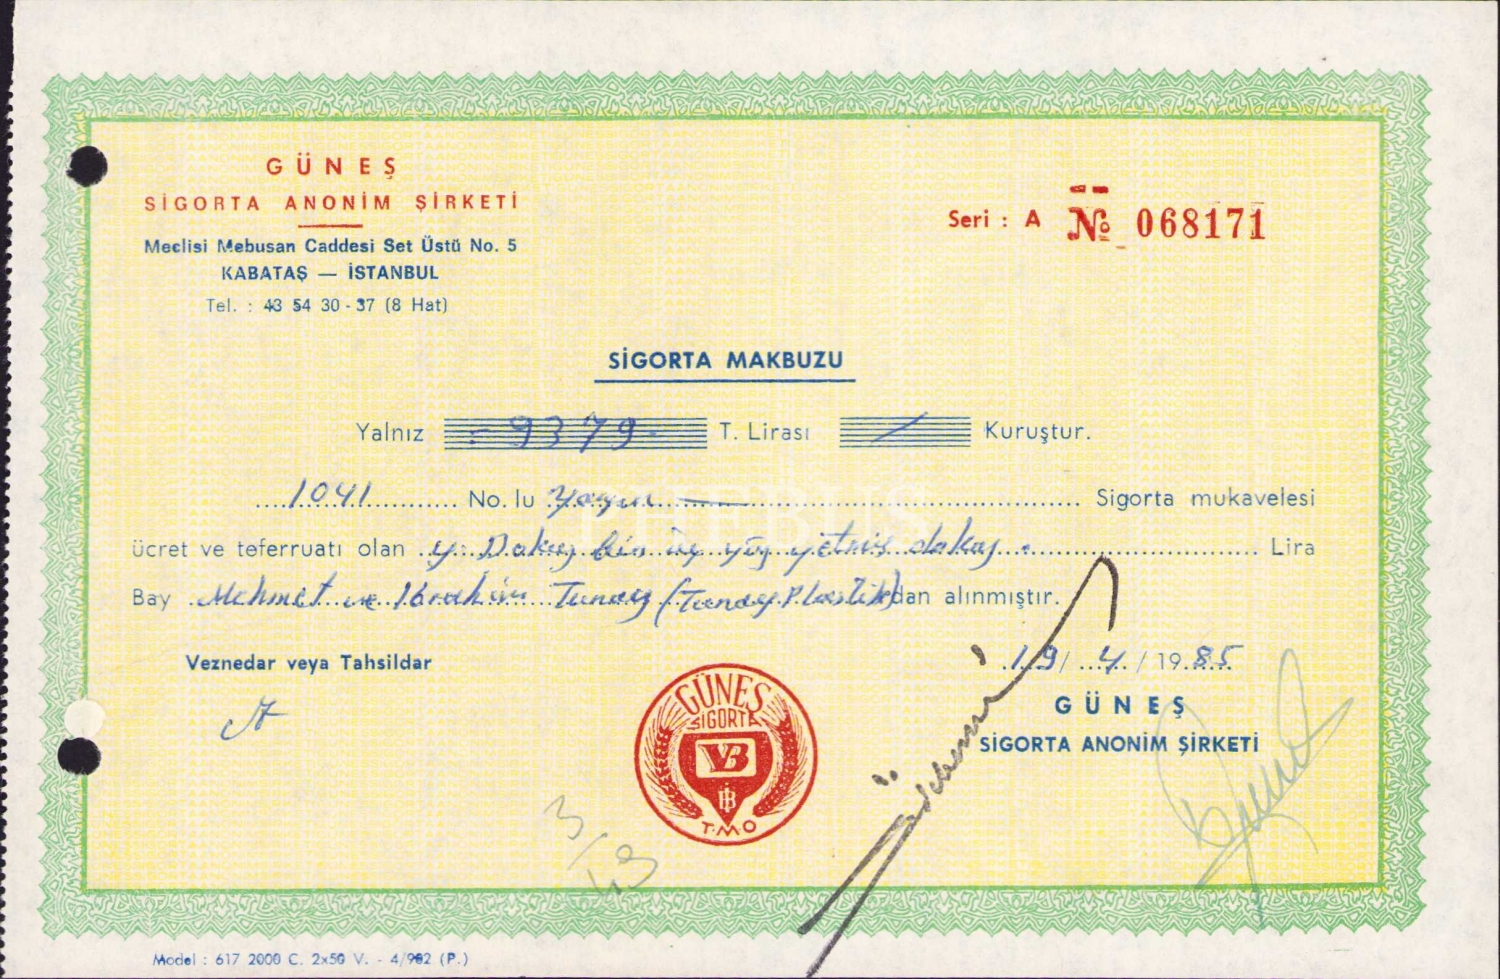 GÜNEŞ
SİGORTA ANONİM ŞİRKETİ
Meclisi Mebusan Caddesi Set Üstü No. 5
KABATAŞ — İSTANBUL
Tel. : 43 54 30 - 37 (8 Hat)
Seri : A № 068171
SİGORTA MAKBUZU
Yalnız - 9379 - T. Lirası / Kuruştur.
1041 No. lu Yangın — Sigorta mukavelesi
ücret ve teferruatı olan y. Dokuz bin üç yüz yetmiş dokuz. Lira
Bay Mehmet ve İbrahim Tunay (Tunay Plastik) dan alınmıştır.
Veznedar veya Tahsildar
19 / 4 / 1985
GÜNEŞ
SİGORTA ANONİM ŞİRKETİ
GÜNEŞ
SİGORTA
VB
TMO
Ödenmiş
Model : 617 2000 C. 2x50 V. - 4/982 (P.)